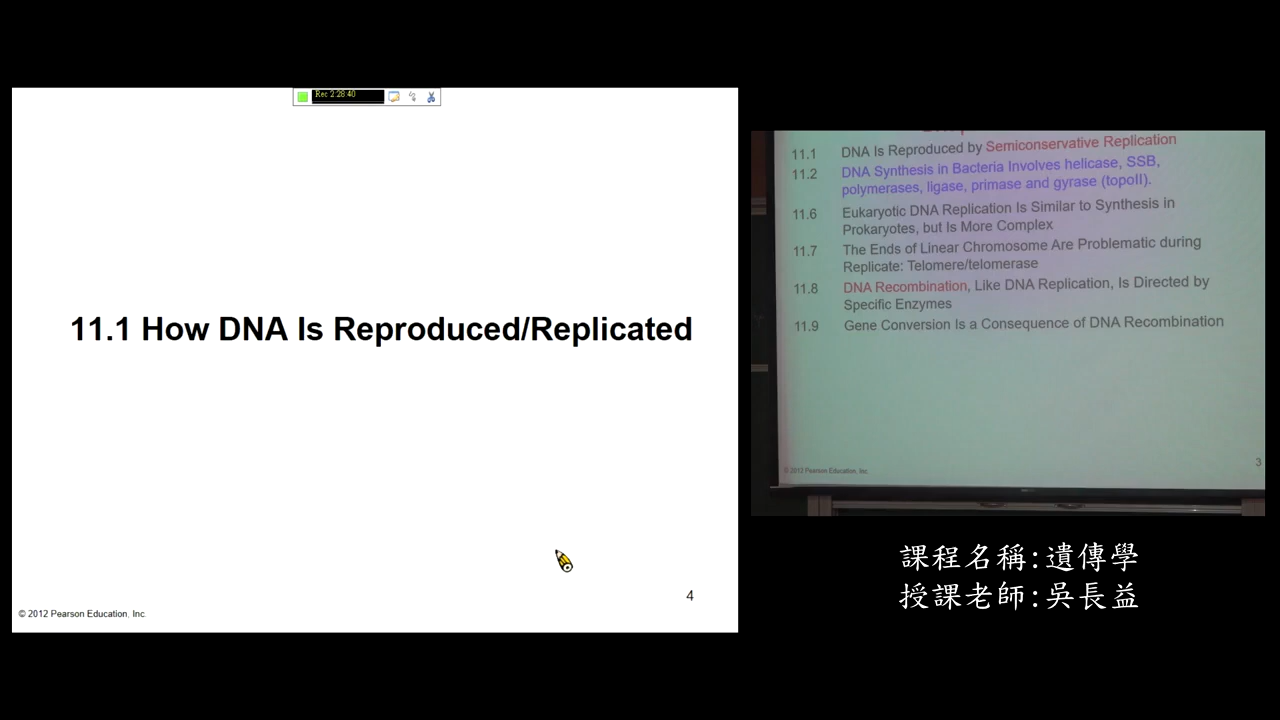 Rec 2:28:40
11.1 How DNA Is Reproduced/Replicated
4
© 2012 Pearson Education, Inc.
11.1 DNA Is Reproduced by Semiconservative Replication
11.2 DNA Synthesis in Bacteria Involves helicase, SSB,
polymerases, ligase, primase and gyrase (topoII).
11.6 Eukaryotic DNA Replication Is Similar to Synthesis in
Prokaryotes, but Is More Complex
11.7 The Ends of Linear Chromosome Are Problematic during
Replicate: Telomere/telomerase
11.8 DNA Recombination, Like DNA Replication, Is Directed by
Specific Enzymes
11.9 Gene Conversion Is a Consequence of DNA Recombination
© 2012 Pearson Education, Inc.
3
課程名稱:遺傳學
授課老師:吳長益